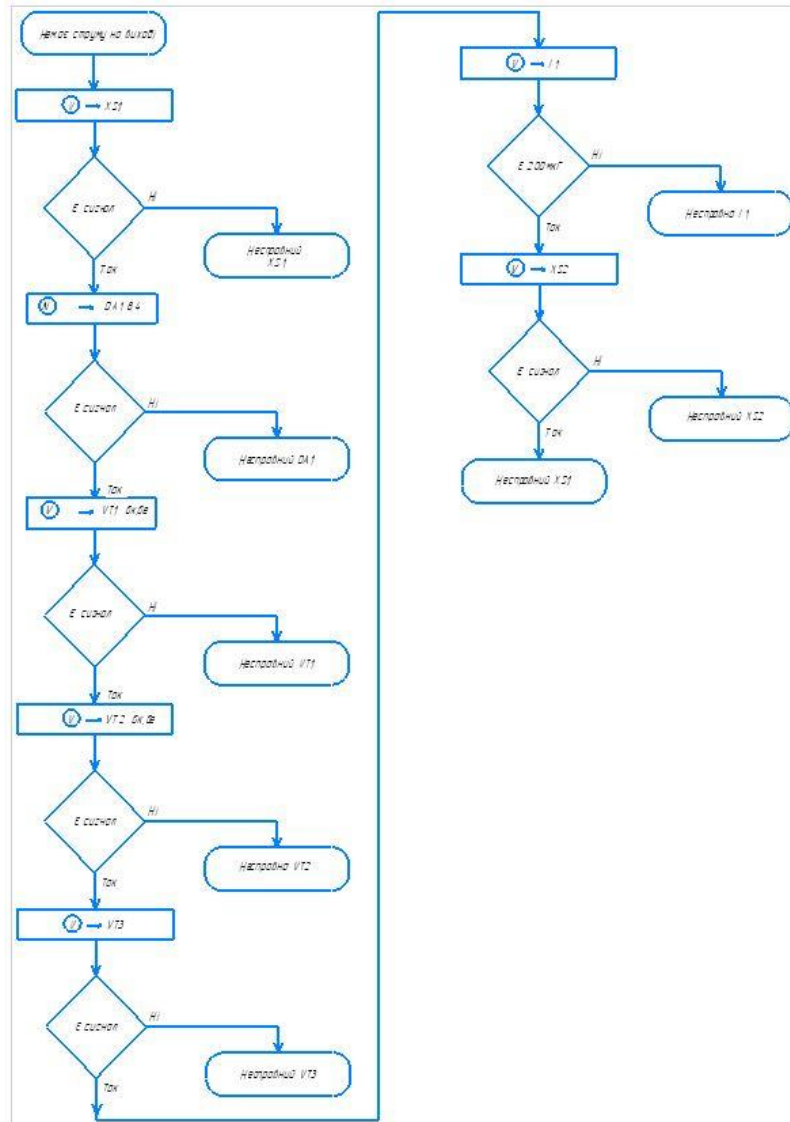 Немає струму на виході
V → XS1
Є сигнал
Ні
Несправний
XS1
Так
N → DA1 8.4
Є сигнал
Ні
Несправний DA1
Так
V → VT1 бк,бе
Є сигнал
Ні
Несправний VT1
Так
V → VT2 бк,бе
Є сигнал
Ні
Несправна VT2
Так
V → VT3
Є сигнал
Ні
Несправний VT3
Так
V → l1
Є 200мкГ
Ні
Несправна l1
Так
V → XS2
Є сигнал
Ні
Несправний XS2
Так
Несправний XS1